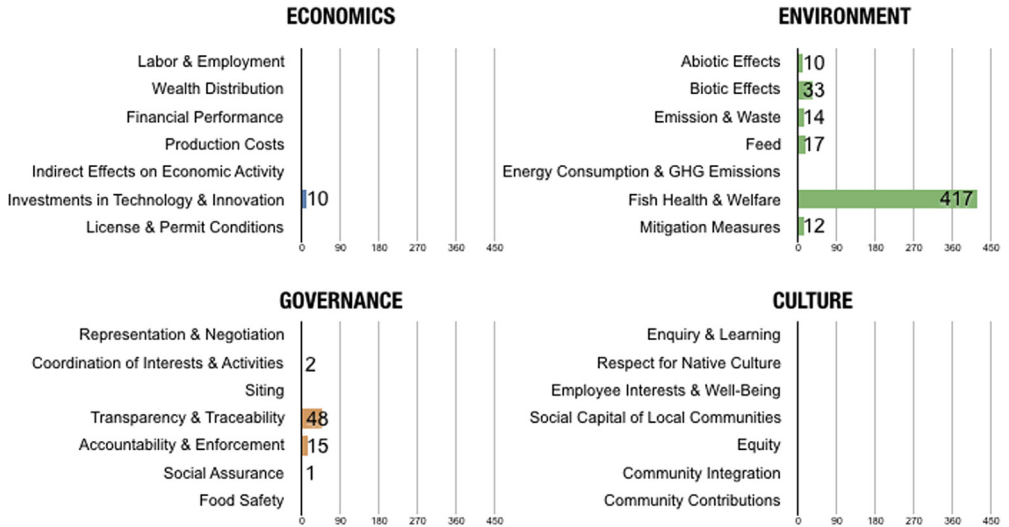 ECONOMICS
Labor & Employment
Wealth Distribution
Financial Performance
Production Costs
Indirect Effects on Economic Activity
Investments in Technology & Innovation 10
License & Permit Conditions
0 90 180 270 360 450
ENVIRONMENT
Abiotic Effects 10
Biotic Effects 33
Emission & Waste 14
Feed 17
Energy Consumption & GHG Emissions
Fish Health & Welfare 417
Mitigation Measures 12
0 90 180 270 360 450
GOVERNANCE
Representation & Negotiation
Coordination of Interests & Activities 2
Siting
Transparency & Traceability 48
Accountability & Enforcement 15
Social Assurance 1
Food Safety
0 90 180 270 360 450
CULTURE
Enquiry & Learning
Respect for Native Culture
Employee Interests & Well-Being
Social Capital of Local Communities
Equity
Community Integration
Community Contributions
0 90 180 270 360 450